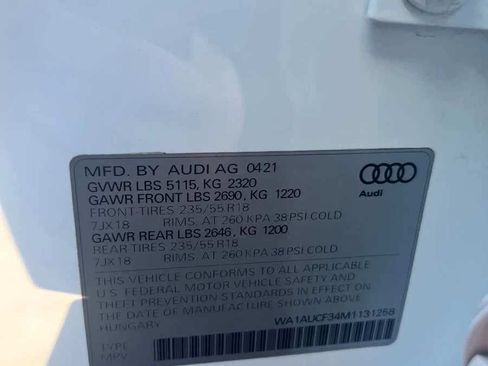 MFD. BY AUDI AG 0421
GVWR LBS 5115, KG 2320
GAWR FRONT LBS 2690, KG 1220
FRONT-TIRES 235/55 R18
7JX18 RIMS. AT 260 KPA 38 PSI COLD
GAWR REAR LBS 2646, KG 1200
REAR TIRES 235/55 R18
7JX18 RIMS. AT 260 KPA 38 PSI COLD.
Audi
THIS VEHICLE CONFORMS TO ALL APPLICABLE
U.S. FEDERAL MOTOR VEHICLE SAFETY AND
THEFT PREVENTION STANDARDS IN EFFECT ON
THE DATE OF MANUFACTURE SHOWN ABOVE.
HUNGARY
WA1AUCF34M1131258
TYPE
MPV